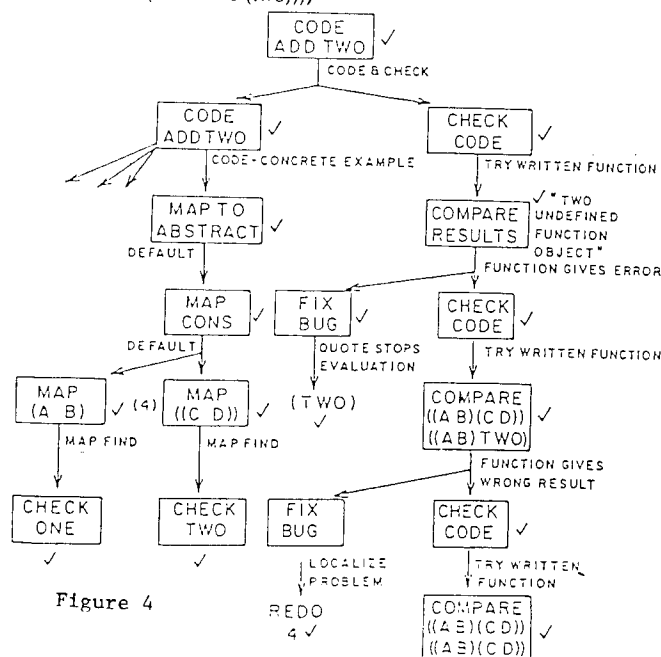 CODE
ADD TWO ✓
CODE & CHECK
CODE
ADD TWO ✓
CHECK
CODE ✓
CODE-CONCRETE EXAMPLE
TRY WRITTEN FUNCTION
MAP TO
ABSTRACT ✓
COMPARE
RESULTS
✓ "TWO
UNDEFINED
FUNCTION
OBJECT"
DEFAULT
FUNCTION GIVES ERROR
MAP
CONS ✓
FIX
BUG ✓
CHECK
CODE ✓
DEFAULT
QUOTE STOPS
EVALUATION
TRY WRITTEN FUNCTION
MAP
(A B) ✓ (4)
MAP
((C D)) ✓
(TWO)
✓
COMPARE
((A B)(C D))
((AB) TWO) ✓
MAP FIND
MAP FIND
FUNCTION GIVES
WRONG RESULT
CHECK
ONE
✓
CHECK
TWO
✓
FIX
BUG
CHECK
CODE ✓
LOCALIZE
PROBLEM
TRY WRITTEN
FUNCTION
Figure 4
REDO
4 ✓
COMPARE
((A B)(C D))
((A B)(C D)) ✓